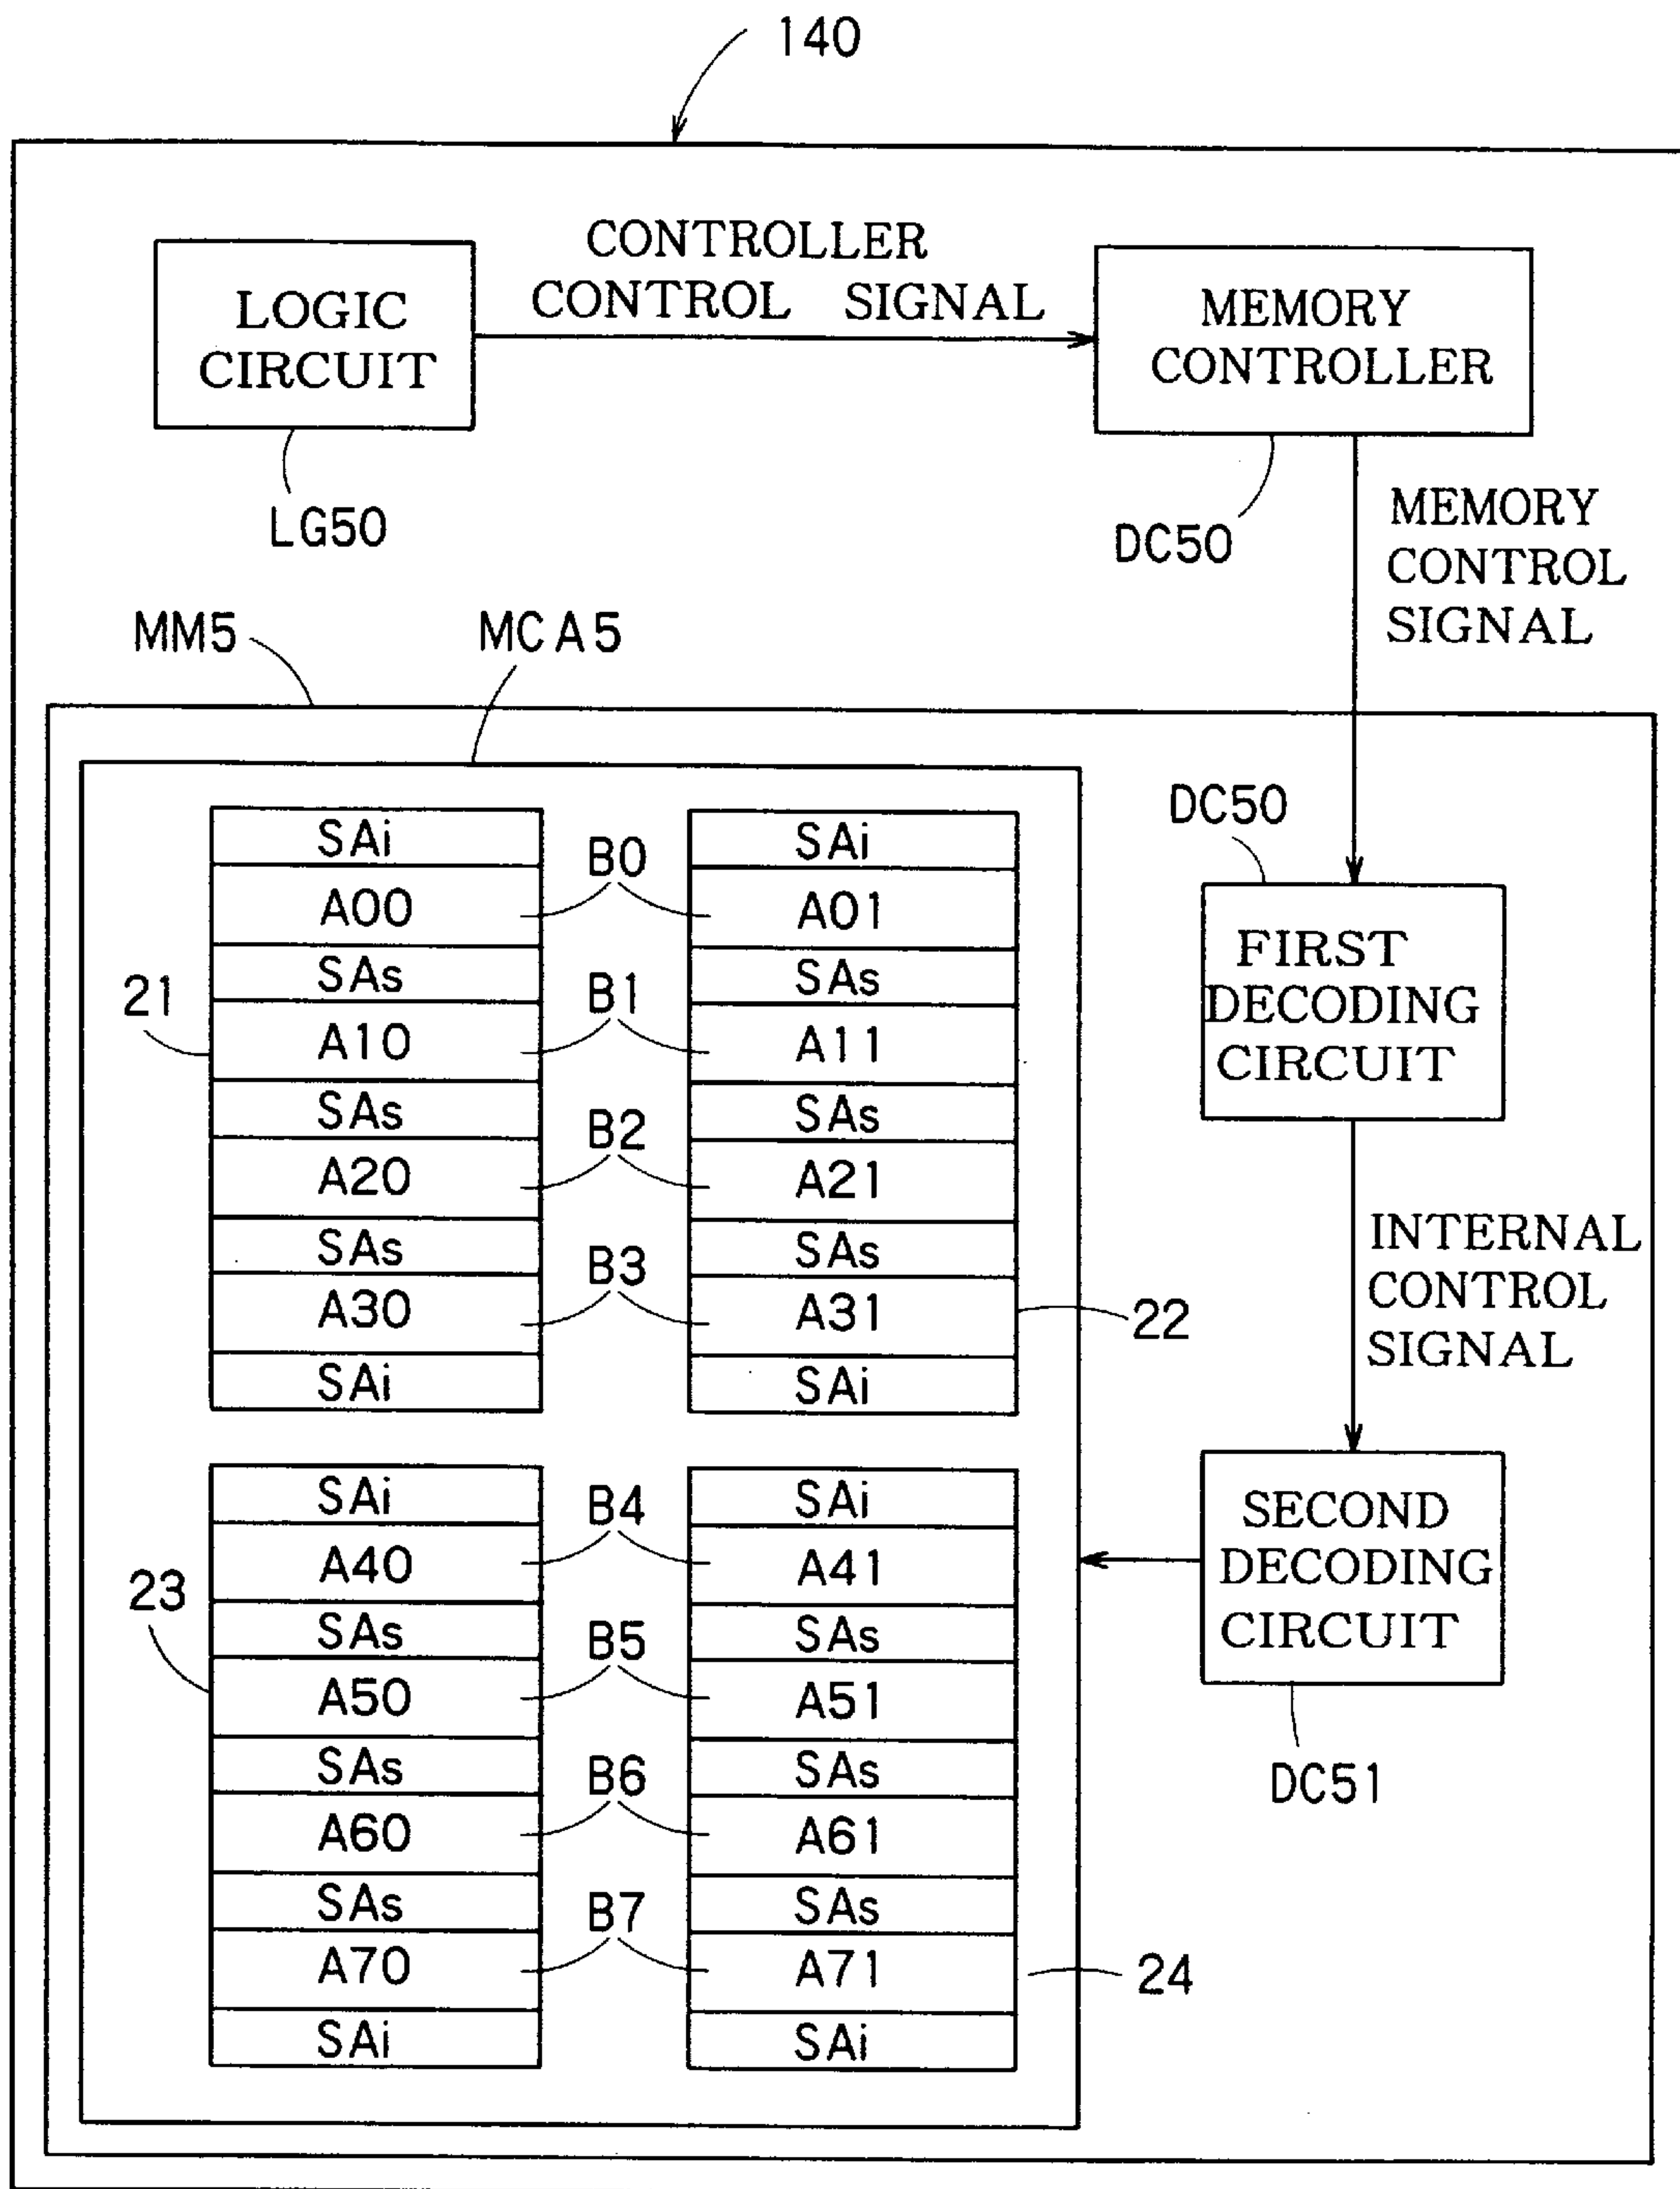 140
CONTROLLER
CONTROL SIGNAL
LOGIC
CIRCUIT
MEMORY
CONTROLLER
LG50
DC50
MEMORY
CONTROL
SIGNAL
MM5
MCA5
SAi
A00
SAs
A10
SAs
A20
SAs
A30
SAi
21
B0
B1
B2
B3
SAi
A01
SAs
A11
SAs
A21
SAs
A31
SAi
22
DC50
FIRST
DECODING
CIRCUIT
INTERNAL
CONTROL
SIGNAL
SAi
A40
SAs
A50
SAs
A60
SAs
A70
SAi
23
B4
B5
B6
B7
SAi
A41
SAs
A51
SAs
A61
SAs
A71
SAi
24
SECOND
DECODING
CIRCUIT
DC51